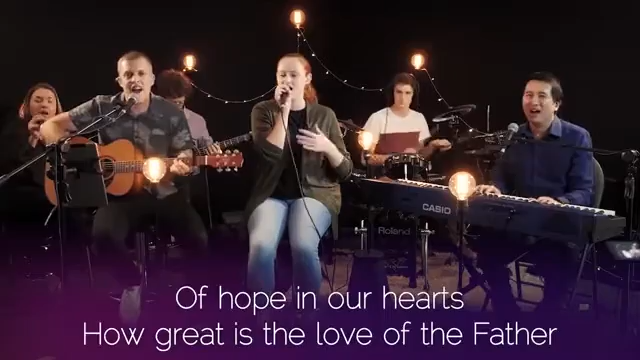 CASIO
Roland
Of hope in our hearts
How great is the love of the Father